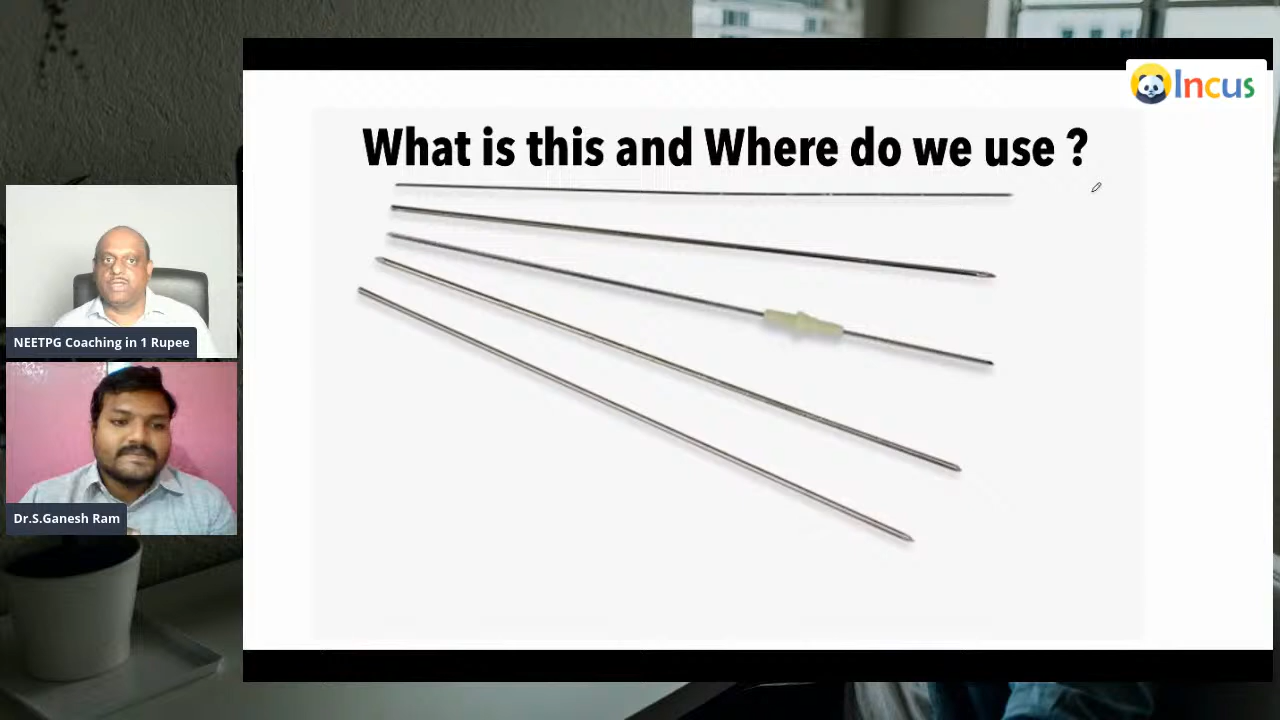 Incus
What is this and Where do we use ?
NEETPG Coaching in 1 Rupee
Dr.S.Ganesh Ram